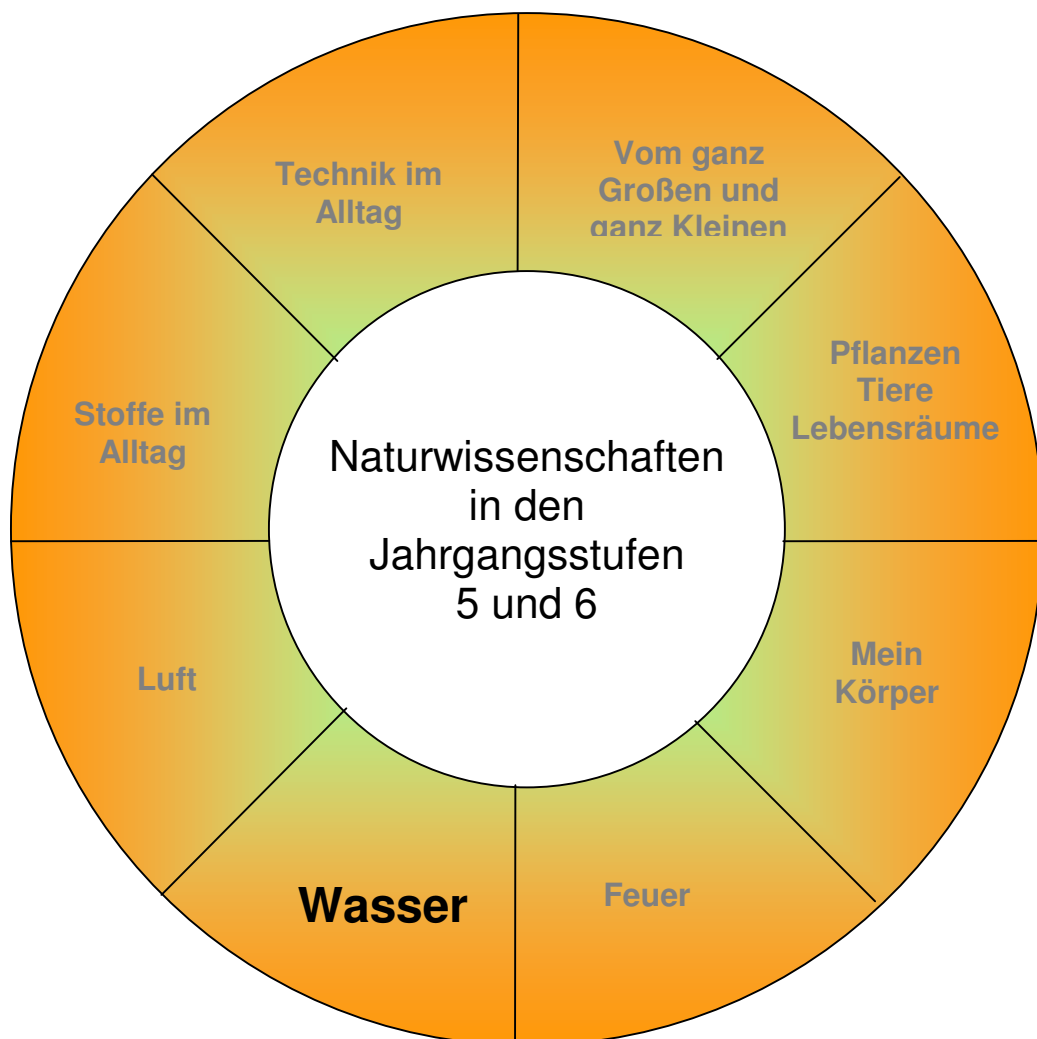 Technik im
Alltag
Vom ganz
Großen und
ganz Kleinen
Pflanzen
Tiere
Lebensräume
Stoffe im
Alltag
Naturwissenschaften
in den
Jahrgangsstufen
5 und 6
Luft
Mein
Körper
Wasser
Feuer